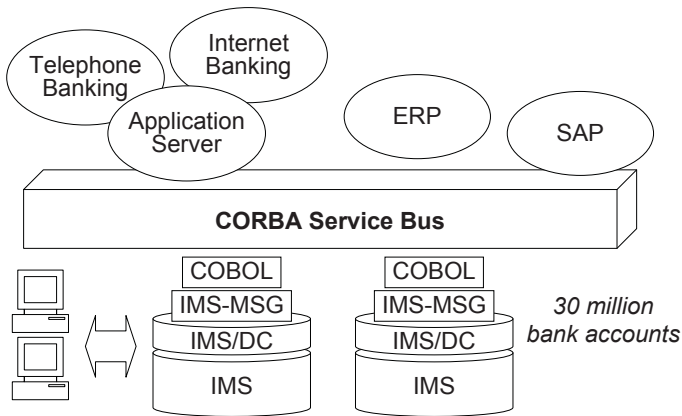 Internet
Banking
Telephone
Banking
Application
Server
ERP
SAP
CORBA Service Bus
COBOL
IMS-MSG
IMS/DC
IMS
COBOL
IMS-MSG
IMS/DC
IMS
30 million
bank accounts